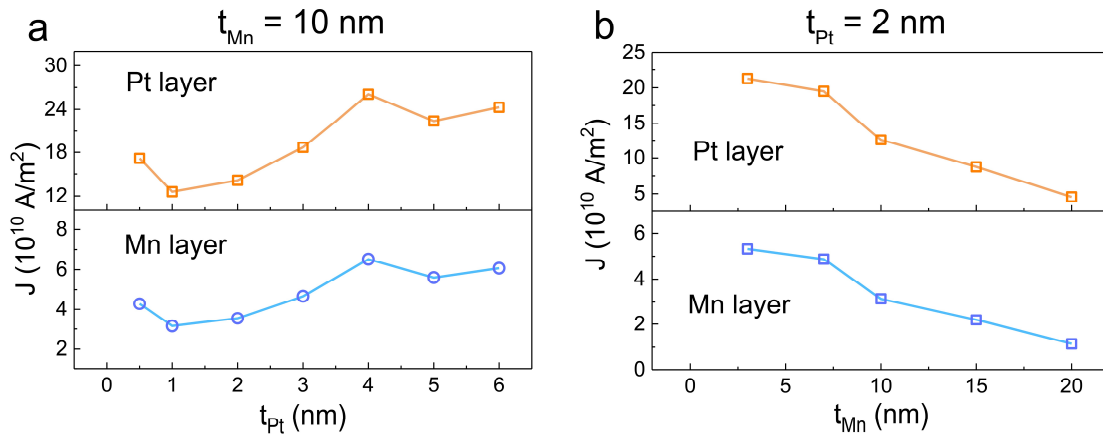 a
t_Mn = 10 nm
30
24
18
12
Pt layer
8
6
4
2
Mn layer
J (10^10 A/m^2)
0 1 2 3 4 5 6
t_Pt (nm)
b
t_Pt = 2 nm
25
20
15
10
5
Pt layer
6
4
2
0
Mn layer
J (10^10 A/m^2)
0 5 10 15 20
t_Mn (nm)